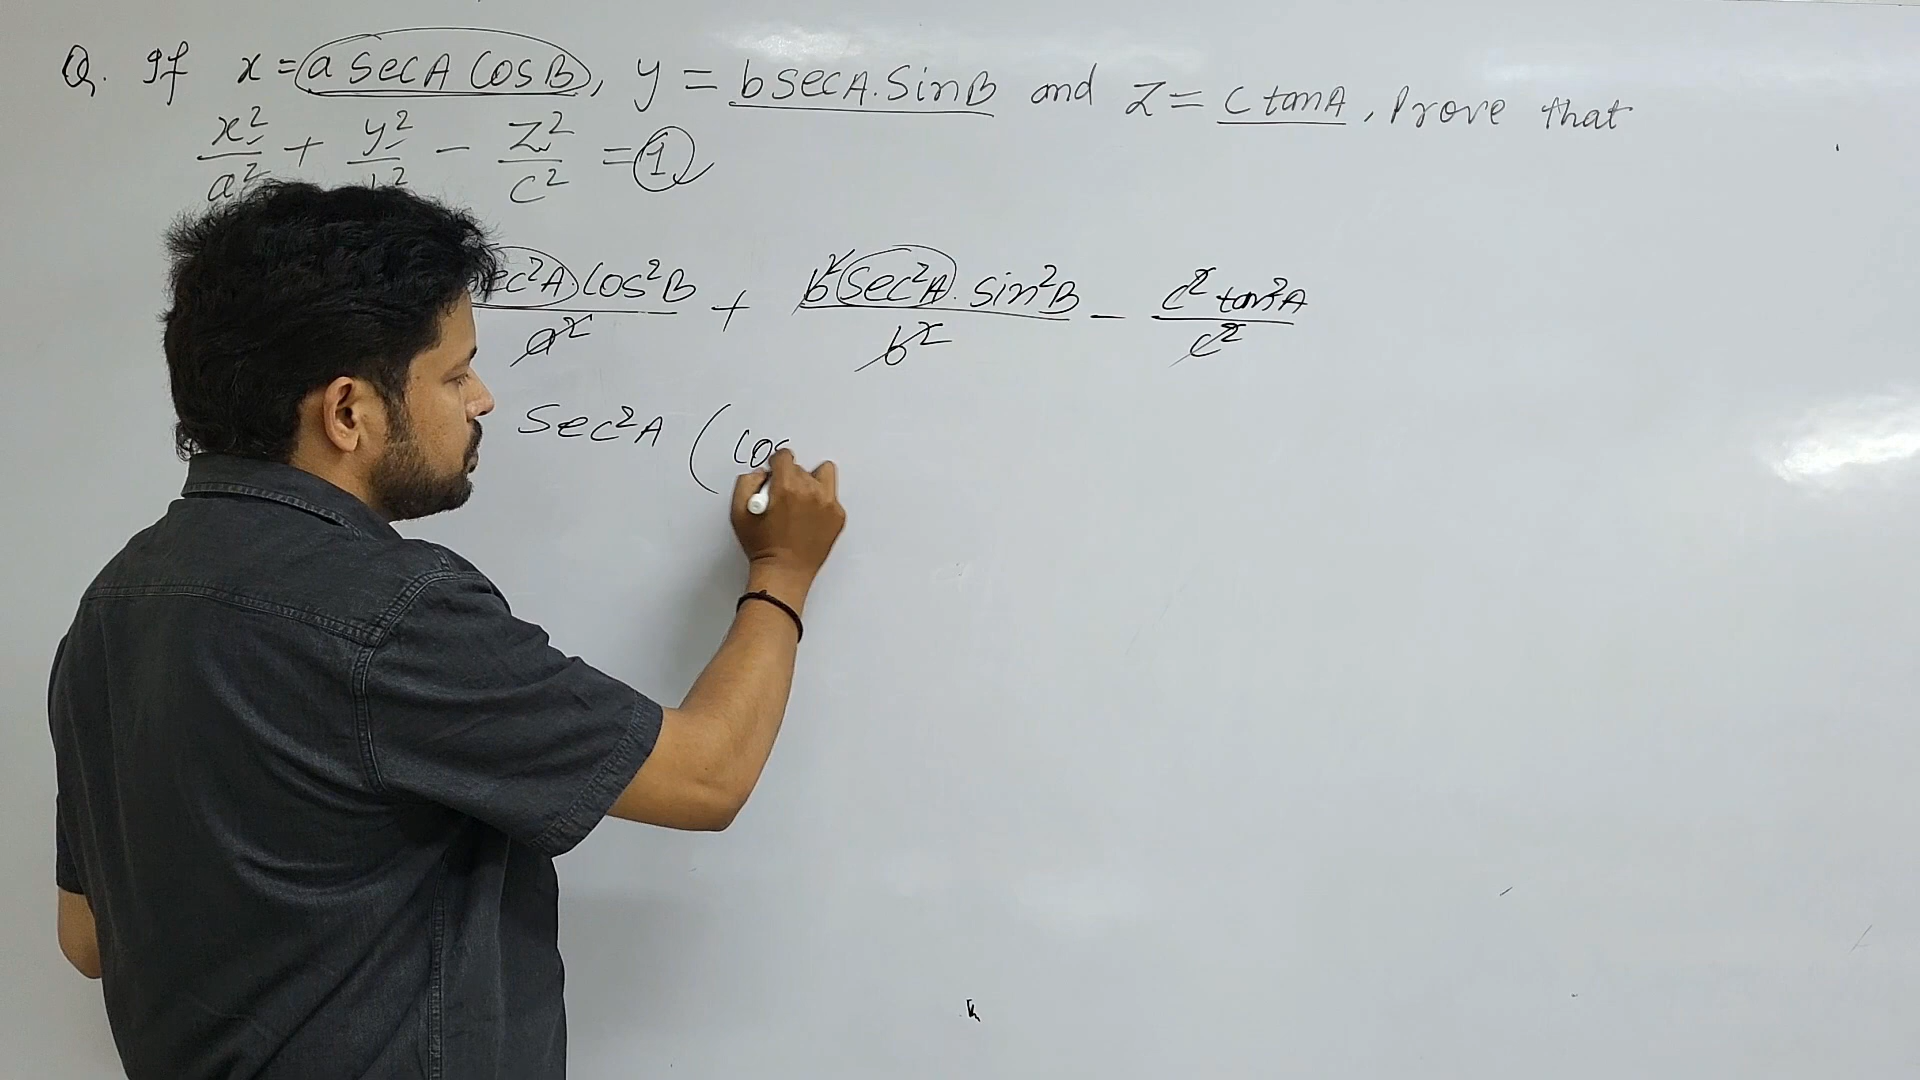 Q. If x = a secA cosB, y = b secA. sinB and z = c tanA, Prove that
x²/a² + y²/b² - z²/c² = 1
sec²A cos²B/a² + b² sec²A. sin²B/b² - c² tan²A/c²
sec²A (cos